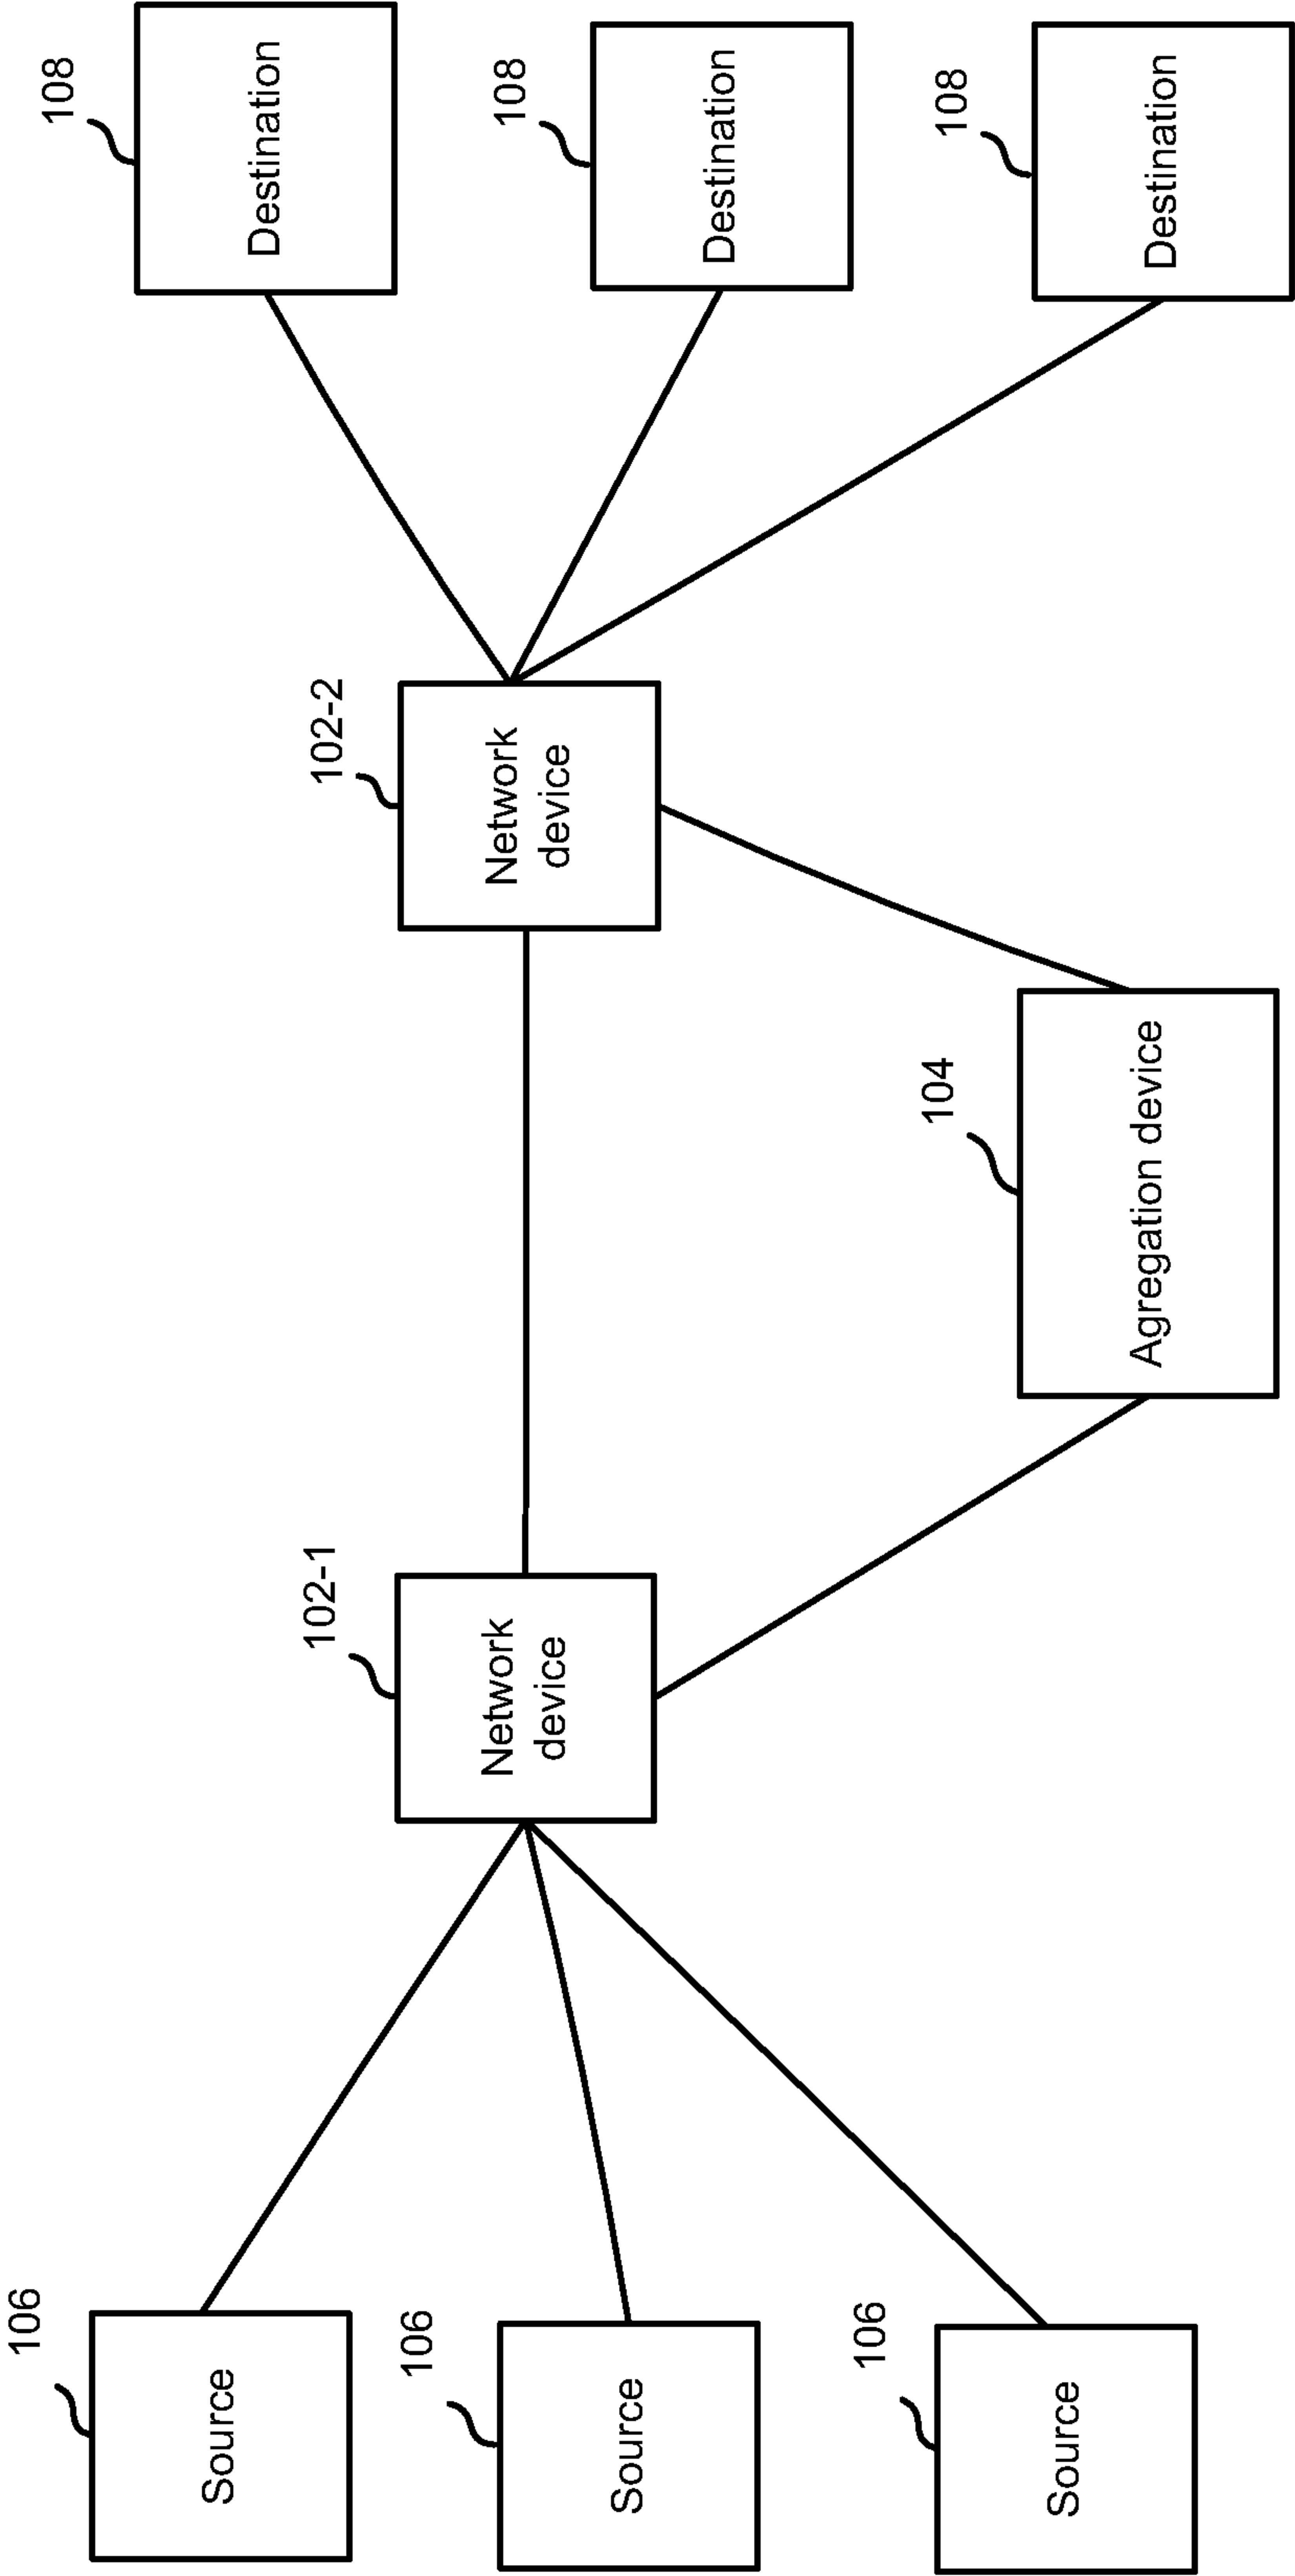 106
Source
106
Source
106
Source
102-1
Network
device
104
Agregation device
102-2
Network
device
108
Destination
108
Destination
108
Destination